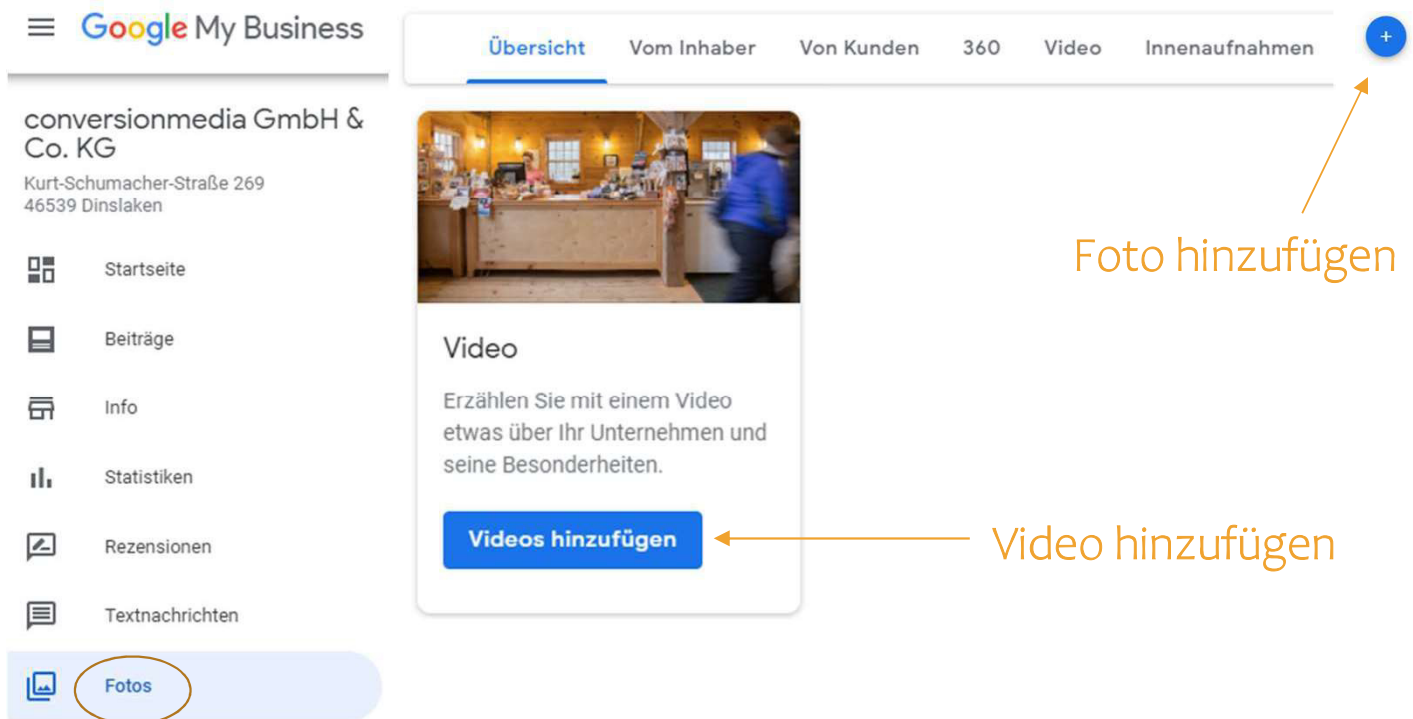 Google My Business
conversionmedia GmbH &
Co. KG
Kurt-Schumacher-Straße 269
46539 Dinslaken
Startseite
Beiträge
Info
Statistiken
Rezensionen
Textnachrichten
Fotos
Übersicht Vom Inhaber Von Kunden 360 Video Innenaufnahmen +
Foto hinzufügen
Video
Erzählen Sie mit einem Video
etwas über Ihr Unternehmen und
seine Besonderheiten.
Videos hinzufügen
Video hinzufügen